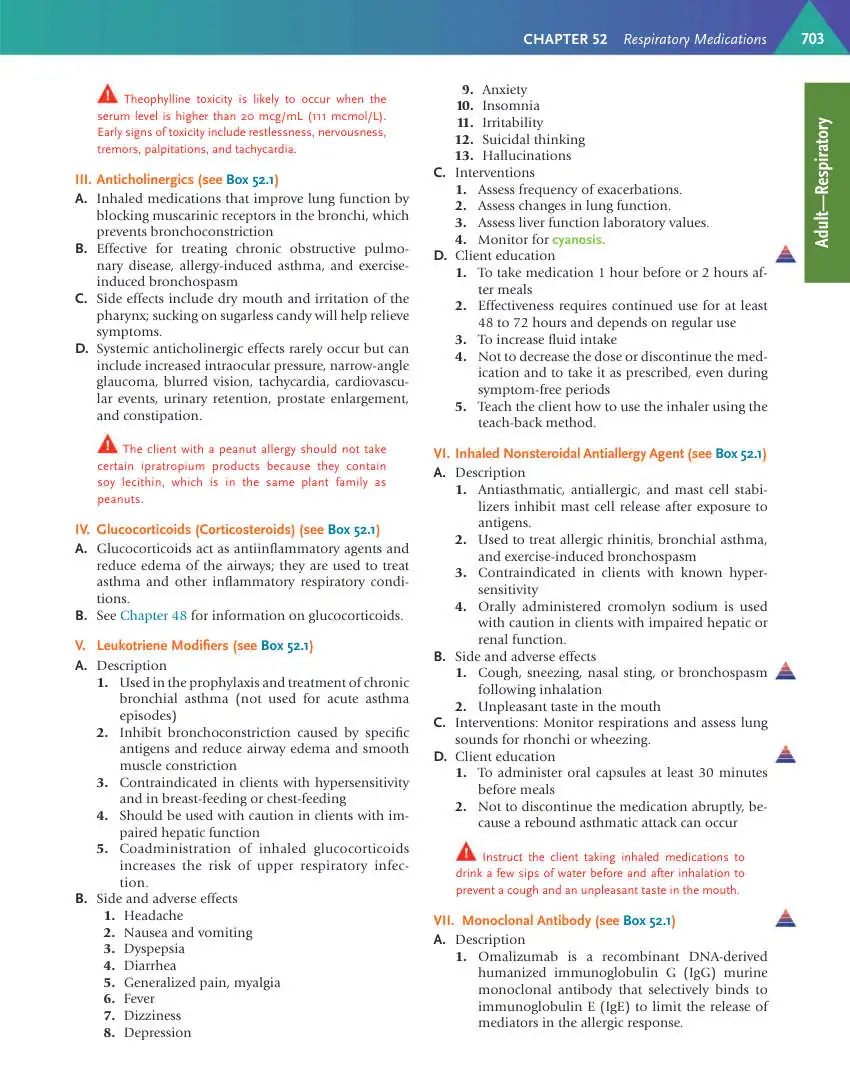 CHAPTER 52 Respiratory Medications 703
Theophylline toxicity is likely to occur when the
serum level is higher than 20 mcg/mL (111 mcmol/L).
Early signs of toxicity include restlessness, nervousness,
tremors, palpitations, and tachycardia.
III. Anticholinergics (see Box 52.1)
A. Inhaled medications that improve lung function by
blocking muscarinic receptors in the bronchi, which
prevents bronchoconstriction
B. Effective for treating chronic obstructive pulmo-
nary disease, allergy-induced asthma, and exercise-
induced bronchospasm
C. Side effects include dry mouth and irritation of the
pharynx; sucking on sugarless candy will help relieve
symptoms.
D. Systemic anticholinergic effects rarely occur but can
include increased intraocular pressure, narrow-angle
glaucoma, blurred vision, tachycardia, cardiovascu-
lar events, urinary retention, prostate enlargement,
and constipation.
The client with a peanut allergy should not take
certain ipratropium products because they contain
soy lecithin, which is in the same plant family as
peanuts.
IV. Glucocorticoids (Corticosteroids) (see Box 52.1)
A. Glucocorticoids act as antiinflammatory agents and
reduce edema of the airways; they are used to treat
asthma and other inflammatory respiratory condi-
tions.
B. See Chapter 48 for information on glucocorticoids.
V. Leukotriene Modifiers (see Box 52.1)
A. Description
1. Used in the prophylaxis and treatment of chronic
bronchial asthma (not used for acute asthma
episodes)
2. Inhibit bronchoconstriction caused by specific
antigens and reduce airway edema and smooth
muscle constriction
3. Contraindicated in clients with hypersensitivity
and in breast-feeding or chest-feeding
4. Should be used with caution in clients with im-
paired hepatic function
5. Coadministration of inhaled glucocorticoids
increases the risk of upper respiratory infec-
tion.
B. Side and adverse effects
1. Headache
2. Nausea and vomiting
3. Dyspepsia
4. Diarrhea
5. Generalized pain, myalgia
6. Fever
7. Dizziness
8. Depression
9. Anxiety
10. Insomnia
11. Irritability
12. Suicidal thinking
13. Hallucinations
C. Interventions
1. Assess frequency of exacerbations.
2. Assess changes in lung function.
3. Assess liver function laboratory values.
4. Monitor for cyanosis.
D. Client education
1. To take medication 1 hour before or 2 hours af-
ter meals
2. Effectiveness requires continued use for at least
48 to 72 hours and depends on regular use
3. To increase fluid intake
4. Not to decrease the dose or discontinue the med-
ication and to take it as prescribed, even during
symptom-free periods
5. Teach the client how to use the inhaler using the
teach-back method.
VI. Inhaled Nonsteroidal Antiallergy Agent (see Box 52.1)
A. Description
1. Antiasthmatic, antiallergic, and mast cell stabi-
lizers inhibit mast cell release after exposure to
antigens.
2. Used to treat allergic rhinitis, bronchial asthma,
and exercise-induced bronchospasm
3. Contraindicated in clients with known hyper-
sensitivity
4. Orally administered cromolyn sodium is used
with caution in clients with impaired hepatic or
renal function.
B. Side and adverse effects
1. Cough, sneezing, nasal sting, or bronchospasm
following inhalation
2. Unpleasant taste in the mouth
C. Interventions: Monitor respirations and assess lung
sounds for rhonchi or wheezing.
D. Client education
1. To administer oral capsules at least 30 minutes
before meals
2. Not to discontinue the medication abruptly, be-
cause a rebound asthmatic attack can occur
Instruct the client taking inhaled medications to
drink a few sips of water before and after inhalation to
prevent a cough and an unpleasant taste in the mouth.
VII. Monoclonal Antibody (see Box 52.1)
A. Description
1. Omalizumab is a recombinant DNA-derived
humanized immunoglobulin G (IgG) murine
monoclonal antibody that selectively binds to
immunoglobulin E (IgE) to limit the release of
mediators in the allergic response.
Adult—Respiratory